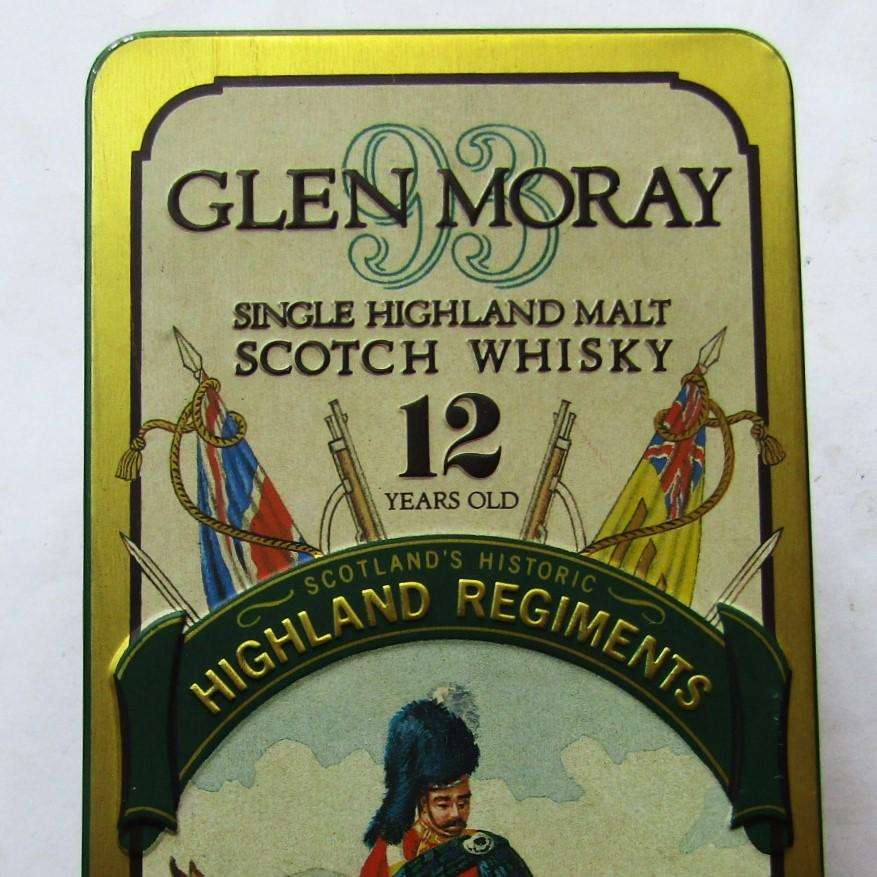 93
GLEN MORAY
SINGLE HIGHLAND MALT
SCOTCH WHISKY
12
YEARS OLD
SCOTLAND'S HISTORIC
HIGHLAND REGIMENTS